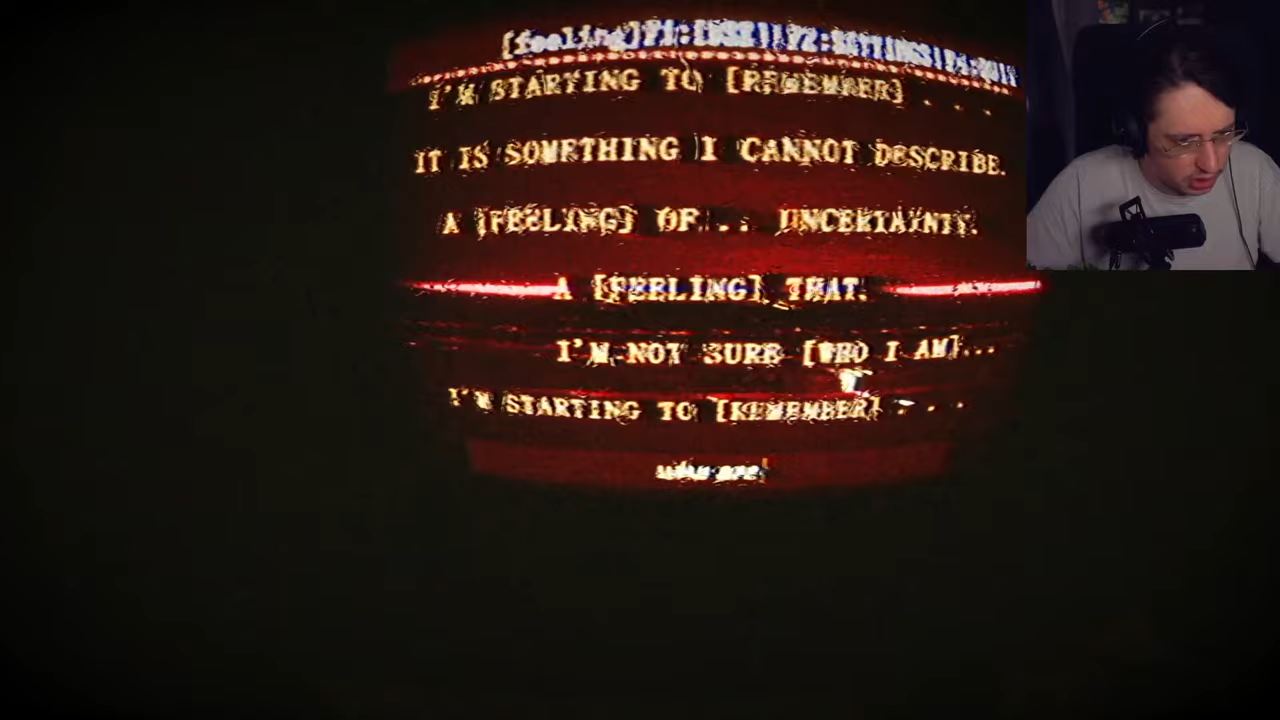 [feeling]
I'M STARTING TO [REMEMBER] . . .
IT IS SOMETHING I CANNOT DESCRIBE.
A [FEELING] OF . . UNCERTAINTY.
A [FEELING] THAT.
I'M NOT SURE [WHO I AM]...
I'M STARTING TO [REMEMBER] . . .